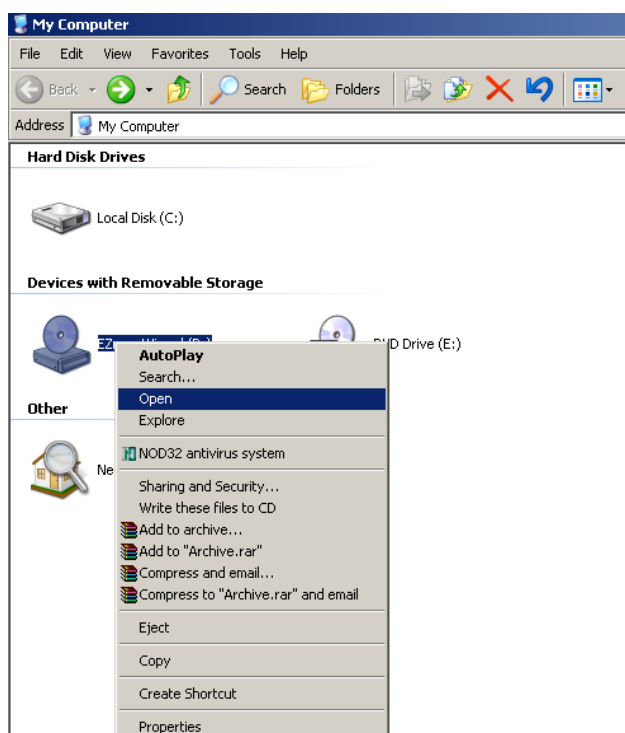 My Computer
File Edit View Favorites Tools Help
Back Search Folders
Address My Computer
Hard Disk Drives
Local Disk (C:)
Devices with Removable Storage
Drive (E:)
AutoPlay
Search...
Open
Explore
Other
NOD32 antivirus system
Sharing and Security...
Write these files to CD
Add to archive...
Add to "Archive.rar"
Compress and email...
Compress to "Archive.rar" and email
Eject
Copy
Create Shortcut
Properties